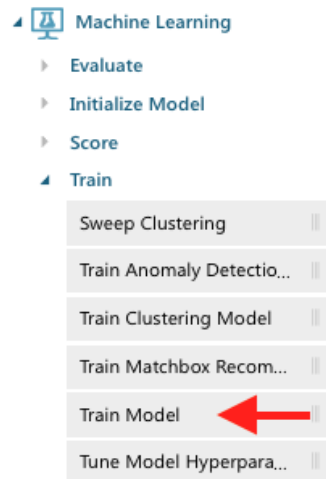 Machine Learning
Evaluate
Initialize Model
Score
Train
Sweep Clustering
Train Anomaly Detectio...
Train Clustering Model
Train Matchbox Recom...
Train Model
Tune Model Hyperpara...